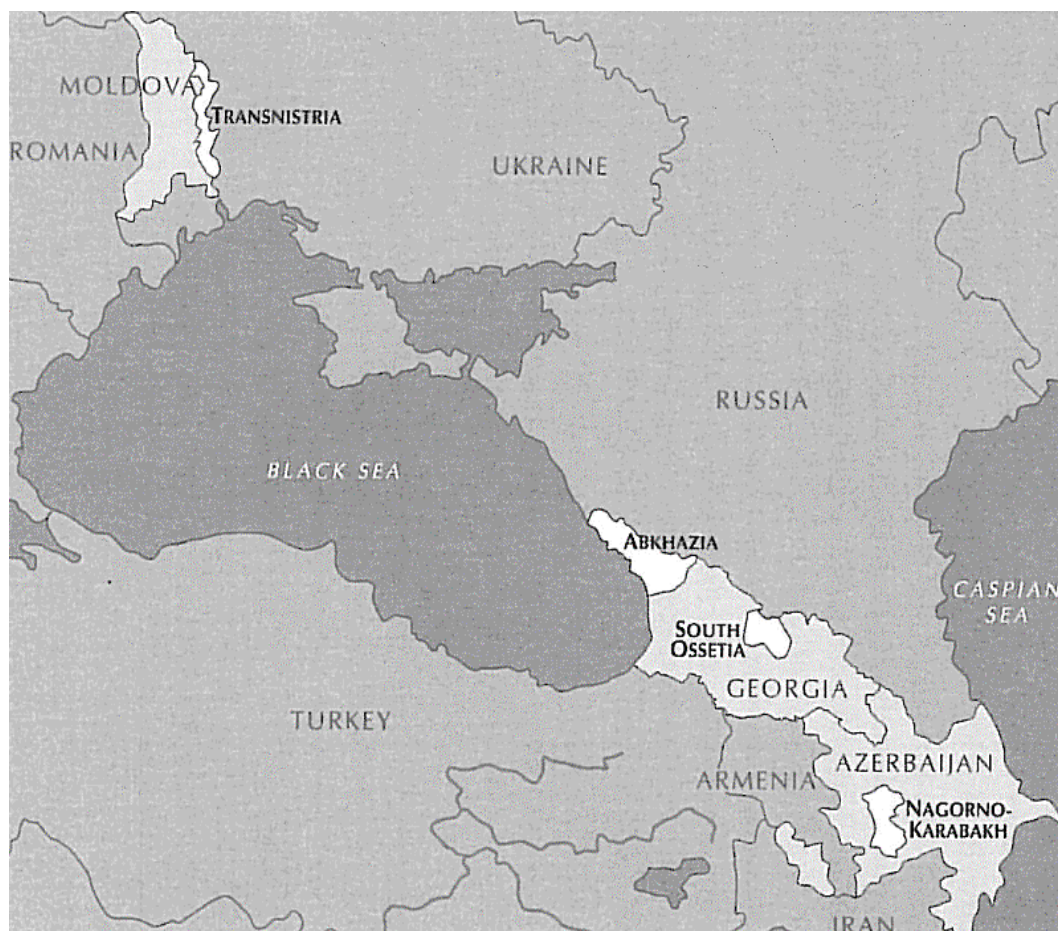 MOLDOVA
TRANSNISTRIA
ROMANIA
UKRAINE
RUSSIA
BLACK SEA
ABKHAZIA
CASPIAN
SEA
SOUTH
OSSETIA
GEORGIA
TURKEY
AZERBAIJAN
ARMENIA
NAGORNO-
KARABAKH
IRAN